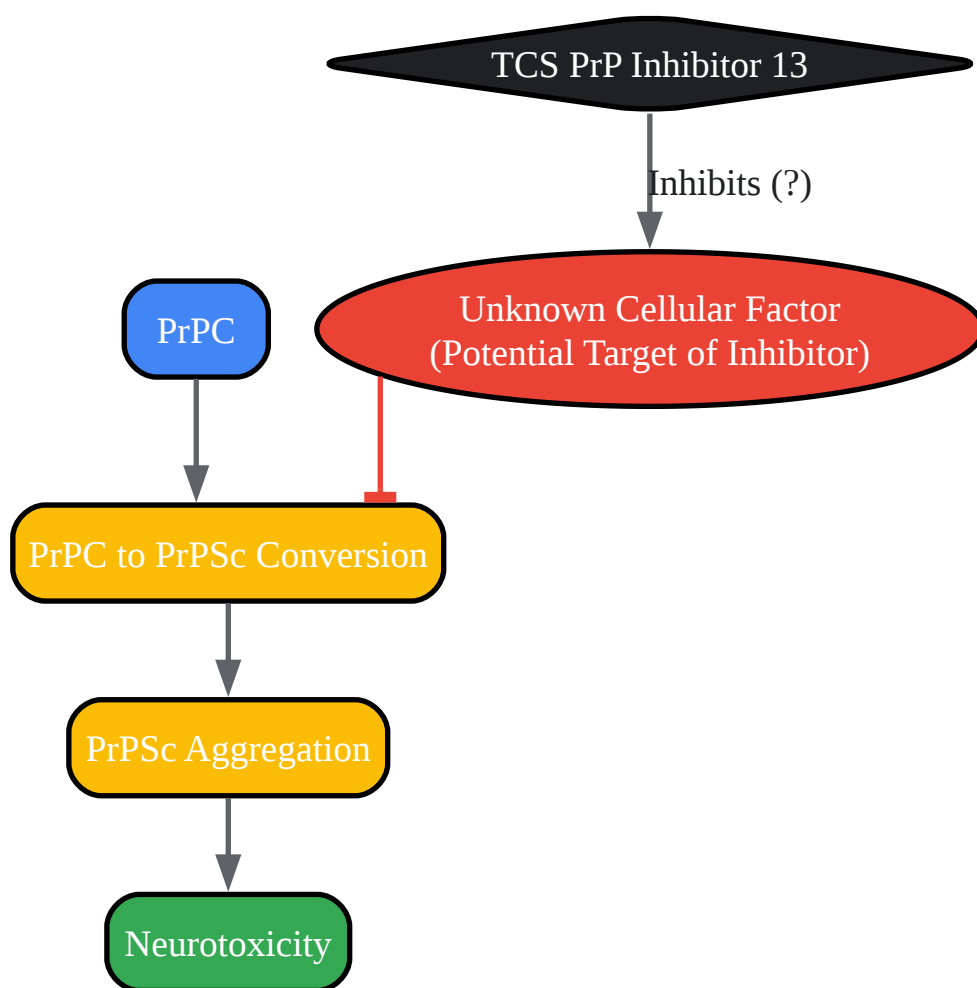 TCS PrP Inhibitor 13
Inhibits (?)
Unknown Cellular Factor
(Potential Target of Inhibitor)
PrPC
PrPC to PrPSc Conversion
PrPSc Aggregation
Neurotoxicity